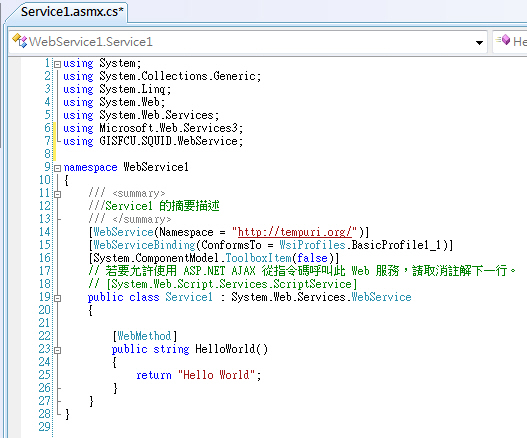 Service1.asmx.cs*
WebService1.Service1
He
1 using System;
2 using System.Collections.Generic;
3 using System.Linq;
4 using System.Web;
5 using System.Web.Services;
6 using Microsoft.Web.Services3;
7 using GISFCU.SQUID.WebService;
8
9 namespace WebService1
10 {
11 /// <summary>
12 ///Service1 的摘要描述
13 /// </summary>
14 [WebService(Namespace = "http://tempuri.org/")]
15 [WebServiceBinding(ConformsTo = WsiProfiles.BasicProfile1_1)]
16 [System.ComponentModel.ToolboxItem(false)]
17 // 若要允許使用 ASP.NET AJAX 從指令碼呼叫此 Web 服務，請取消註解下一行。
18 // [System.Web.Script.Services.ScriptService]
19 public class Service1 : System.Web.Services.WebService
20 {
21
22 [WebMethod]
23 public string HelloWorld()
24 {
25 return "Hello World";
26 }
27 }
28 }
29